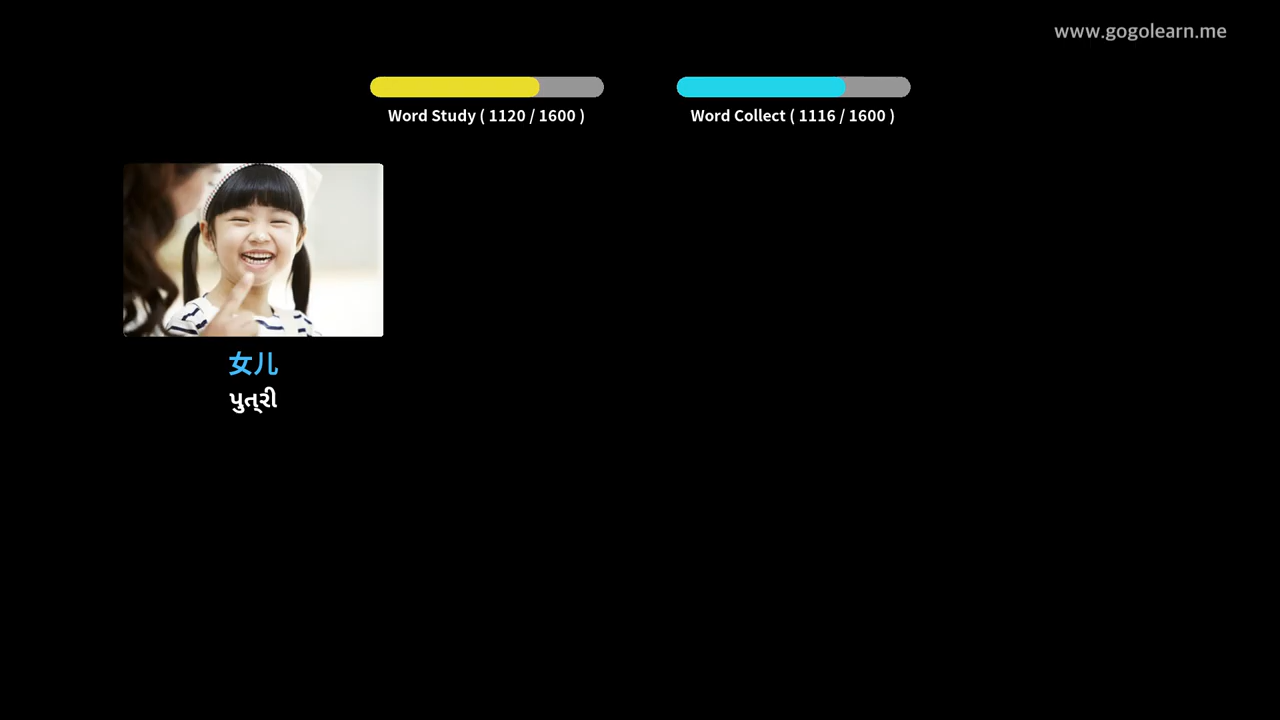 www.gogolearn.me
Word Study ( 1120 / 1600 )
Word Collect ( 1116 / 1600 )
女儿
પુત્રી